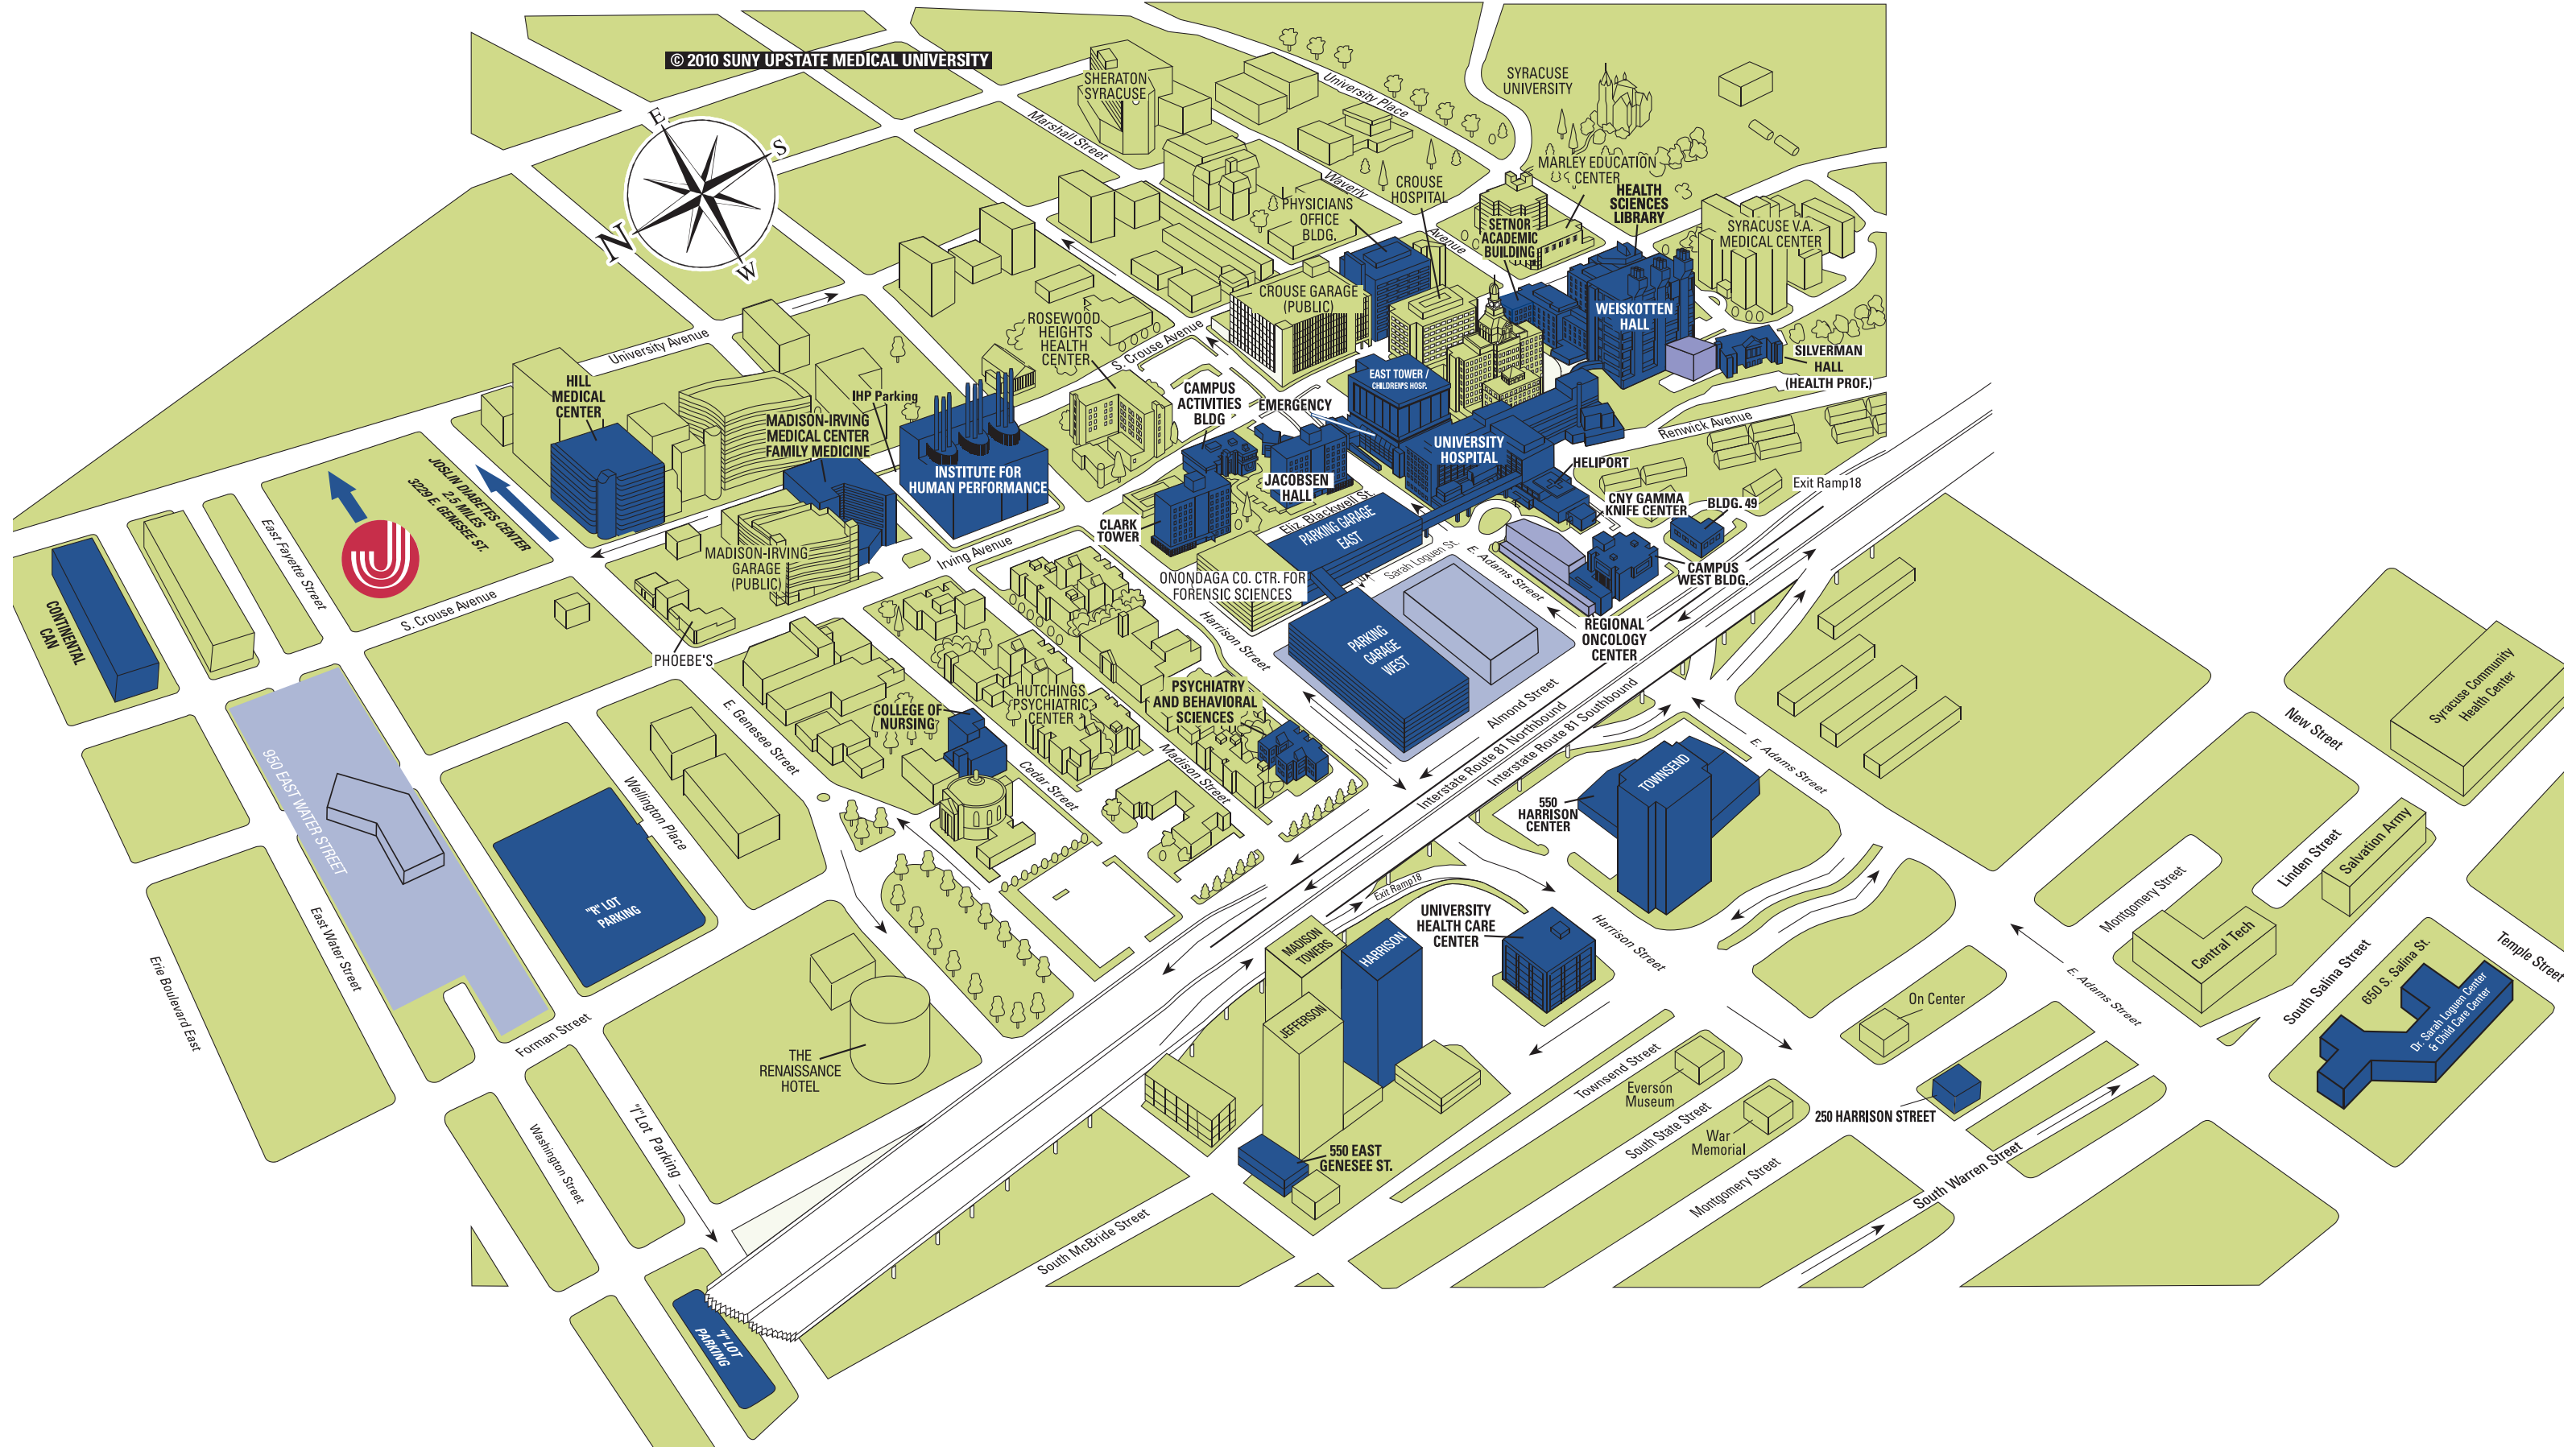 © 2010 SUNY UPSTATE MEDICAL UNIVERSITY
E
S
N
W
SHERATON
SYRACUSE
University Place
SYRACUSE
UNIVERSITY
Marshall Street
Waverly
Avenue
MARLEY EDUCATION
CENTER
HEALTH
SCIENCES
LIBRARY
CROUSE
HOSPITAL
PHYSICIANS
OFFICE
BLDG.
SETNOR
ACADEMIC
BUILDING
SYRACUSE V.A.
MEDICAL CENTER
CROUSE GARAGE
(PUBLIC)
WEISKOTTEN
HALL
SILVERMAN
HALL
(HEALTH PROF.)
ROSEWOOD
HEIGHTS
HEALTH
CENTER
S. Crouse Avenue
University Avenue
EAST TOWER /
CHILDREN'S HOSP.
CAMPUS
ACTIVITIES
BLDG
EMERGENCY
HILL
MEDICAL
CENTER
IHP Parking
MADISON-IRVING
MEDICAL CENTER
FAMILY MEDICINE
INSTITUTE FOR
HUMAN PERFORMANCE
UNIVERSITY
HOSPITAL
Renwick Avenue
HELIPORT
JACOBSEN
HALL
Exit Ramp18
CNY GAMMA
KNIFE CENTER
BLDG. 49
JOSLIN DIABETES CENTER
2.5 MILES
3229 E. GENESEE ST.
CLARK
TOWER
Eliz. Blackwell St.
PARKING GARAGE
EAST
Sarah Loguen St.
E. Adams Street
CAMPUS
WEST BLDG.
Irving Avenue
MADISON-IRVING
GARAGE
(PUBLIC)
ONONDAGA CO. CTR. FOR
FORENSIC SCIENCES
East Fayette Street
S. Crouse Avenue
CONTINENTAL
CAN
Harrison Street
PARKING
GARAGE
WEST
REGIONAL
ONCOLOGY
CENTER
PHOEBE'S
E. Genesee Street
COLLEGE OF
NURSING
HUTCHINGS
PSYCHIATRIC
CENTER
PSYCHIATRY
AND BEHAVIORAL
SCIENCES
Cedar Street
Madison Street
Almond Street
Interstate Route 81 Northbound
Interstate Route 81 Southbound
E. Adams Street
New Street
Syracuse Community
Health Center
950 EAST WATER STREET
Wellington Place
TOWNSEND
550
HARRISON
CENTER
Linden Street
Salvation Army
Montgomery Street
Central Tech
"R" LOT
PARKING
Exit Ramp18
UNIVERSITY
HEALTH CARE
CENTER
Harrison Street
MADISON
TOWERS
HARRISON
JEFFERSON
East Water Street
Erie Boulevard East
Forman Street
THE
RENAISSANCE
HOTEL
On Center
E. Adams Street
South Salina Street
650 S. Salina St.
Temple Street
Dr. Sarah Loguen Center
& Child Care Center
Townsend Street
Everson
Museum
South State Street
War
Memorial
250 HARRISON STREET
550 EAST
GENESEE ST.
Montgomery Street
South Warren Street
Washington Street
"I"Lot Parking
South McBride Street
"I" LOT
PARKING